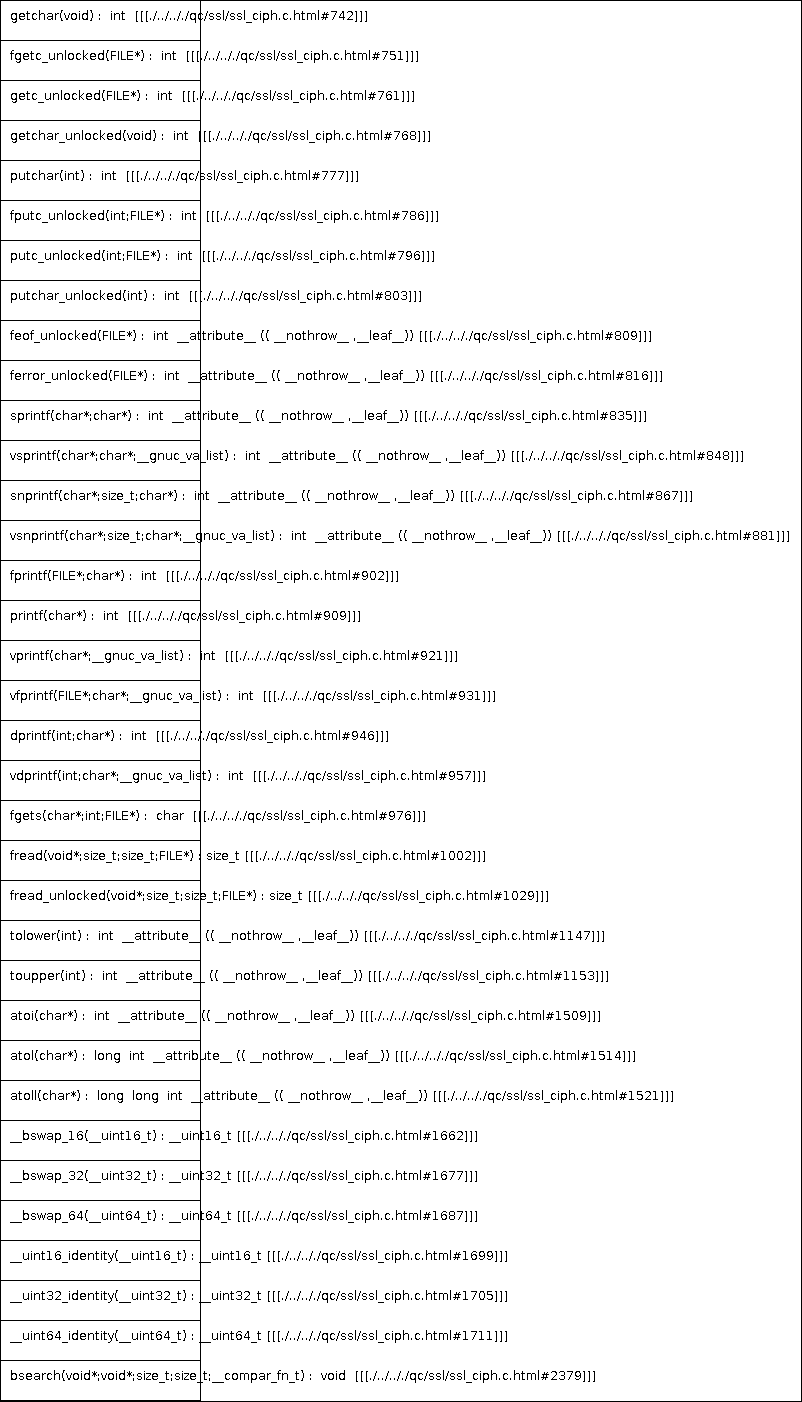 getchar(void) : int [[[./../.././qc/ssl/ssl_ciph.c.html#742]]]
fgetc_unlocked(FILE*) : int [[[./../.././qc/ssl/ssl_ciph.c.html#751]]]
getc_unlocked(FILE*) : int [[[./../.././qc/ssl/ssl_ciph.c.html#761]]]
getchar_unlocked(void) : int [[[./../.././qc/ssl/ssl_ciph.c.html#768]]]
putchar(int) : int [[[./../.././qc/ssl/ssl_ciph.c.html#777]]]
fputc_unlocked(int;FILE*) : int [[[./../.././qc/ssl/ssl_ciph.c.html#786]]]
putc_unlocked(int;FILE*) : int [[[./../.././qc/ssl/ssl_ciph.c.html#796]]]
putchar_unlocked(int) : int [[[./../.././qc/ssl/ssl_ciph.c.html#803]]]
feof_unlocked(FILE*) : int __attribute__ (( __nothrow__ ,__leaf__)) [[[./../.././qc/ssl/ssl_ciph.c.html#809]]]
ferror_unlocked(FILE*) : int __attribute__ (( __nothrow__ ,__leaf__)) [[[./../.././qc/ssl/ssl_ciph.c.html#816]]]
sprintf(char*;char*) : int __attribute__ (( __nothrow__ ,__leaf__)) [[[./../.././qc/ssl/ssl_ciph.c.html#835]]]
vsprintf(char*;char*;__gnuc_va_list) : int __attribute__ (( __nothrow__ ,__leaf__)) [[[./../.././qc/ssl/ssl_ciph.c.html#848]]]
snprintf(char*;size_t;char*) : int __attribute__ (( __nothrow__ ,__leaf__)) [[[./../.././qc/ssl/ssl_ciph.c.html#867]]]
vsnprintf(char*;size_t;char*;__gnuc_va_list) : int __attribute__ (( __nothrow__ ,__leaf__)) [[[./../.././qc/ssl/ssl_ciph.c.html#881]]]
fprintf(FILE*;char*) : int [[[./../.././qc/ssl/ssl_ciph.c.html#902]]]
printf(char*) : int [[[./../.././qc/ssl/ssl_ciph.c.html#909]]]
vprintf(char*;__gnuc_va_list) : int [[[./../.././qc/ssl/ssl_ciph.c.html#921]]]
vfprintf(FILE*;char*;__gnuc_va_list) : int [[[./../.././qc/ssl/ssl_ciph.c.html#931]]]
dprintf(int;char*) : int [[[./../.././qc/ssl/ssl_ciph.c.html#946]]]
vdprintf(int;char*;__gnuc_va_list) : int [[[./../.././qc/ssl/ssl_ciph.c.html#957]]]
fgets(char*;int;FILE*) : char [[[./../.././qc/ssl/ssl_ciph.c.html#976]]]
fread(void*;size_t;size_t;FILE*) : size_t [[[./../.././qc/ssl/ssl_ciph.c.html#1002]]]
fread_unlocked(void*;size_t;size_t;FILE*) : size_t [[[./../.././qc/ssl/ssl_ciph.c.html#1029]]]
tolower(int) : int __attribute__ (( __nothrow__ ,__leaf__)) [[[./../.././qc/ssl/ssl_ciph.c.html#1147]]]
toupper(int) : int __attribute__ (( __nothrow__ ,__leaf__)) [[[./../.././qc/ssl/ssl_ciph.c.html#1153]]]
atoi(char*) : int __attribute__ (( __nothrow__ ,__leaf__)) [[[./../.././qc/ssl/ssl_ciph.c.html#1509]]]
atol(char*) : long int __attribute__ (( __nothrow__ ,__leaf__)) [[[./../.././qc/ssl/ssl_ciph.c.html#1514]]]
atoll(char*) : long long int __attribute__ (( __nothrow__ ,__leaf__)) [[[./../.././qc/ssl/ssl_ciph.c.html#1521]]]
__bswap_16(__uint16_t) : __uint16_t [[[./../.././qc/ssl/ssl_ciph.c.html#1662]]]
__bswap_32(__uint32_t) : __uint32_t [[[./../.././qc/ssl/ssl_ciph.c.html#1677]]]
__bswap_64(__uint64_t) : __uint64_t [[[./../.././qc/ssl/ssl_ciph.c.html#1687]]]
__uint16_identity(__uint16_t) : __uint16_t [[[./../.././qc/ssl/ssl_ciph.c.html#1699]]]
__uint32_identity(__uint32_t) : __uint32_t [[[./../.././qc/ssl/ssl_ciph.c.html#1705]]]
__uint64_identity(__uint64_t) : __uint64_t [[[./../.././qc/ssl/ssl_ciph.c.html#1711]]]
bsearch(void*;void*;size_t;size_t;__compar_fn_t) : void [[[./../.././qc/ssl/ssl_ciph.c.html#2379]]]